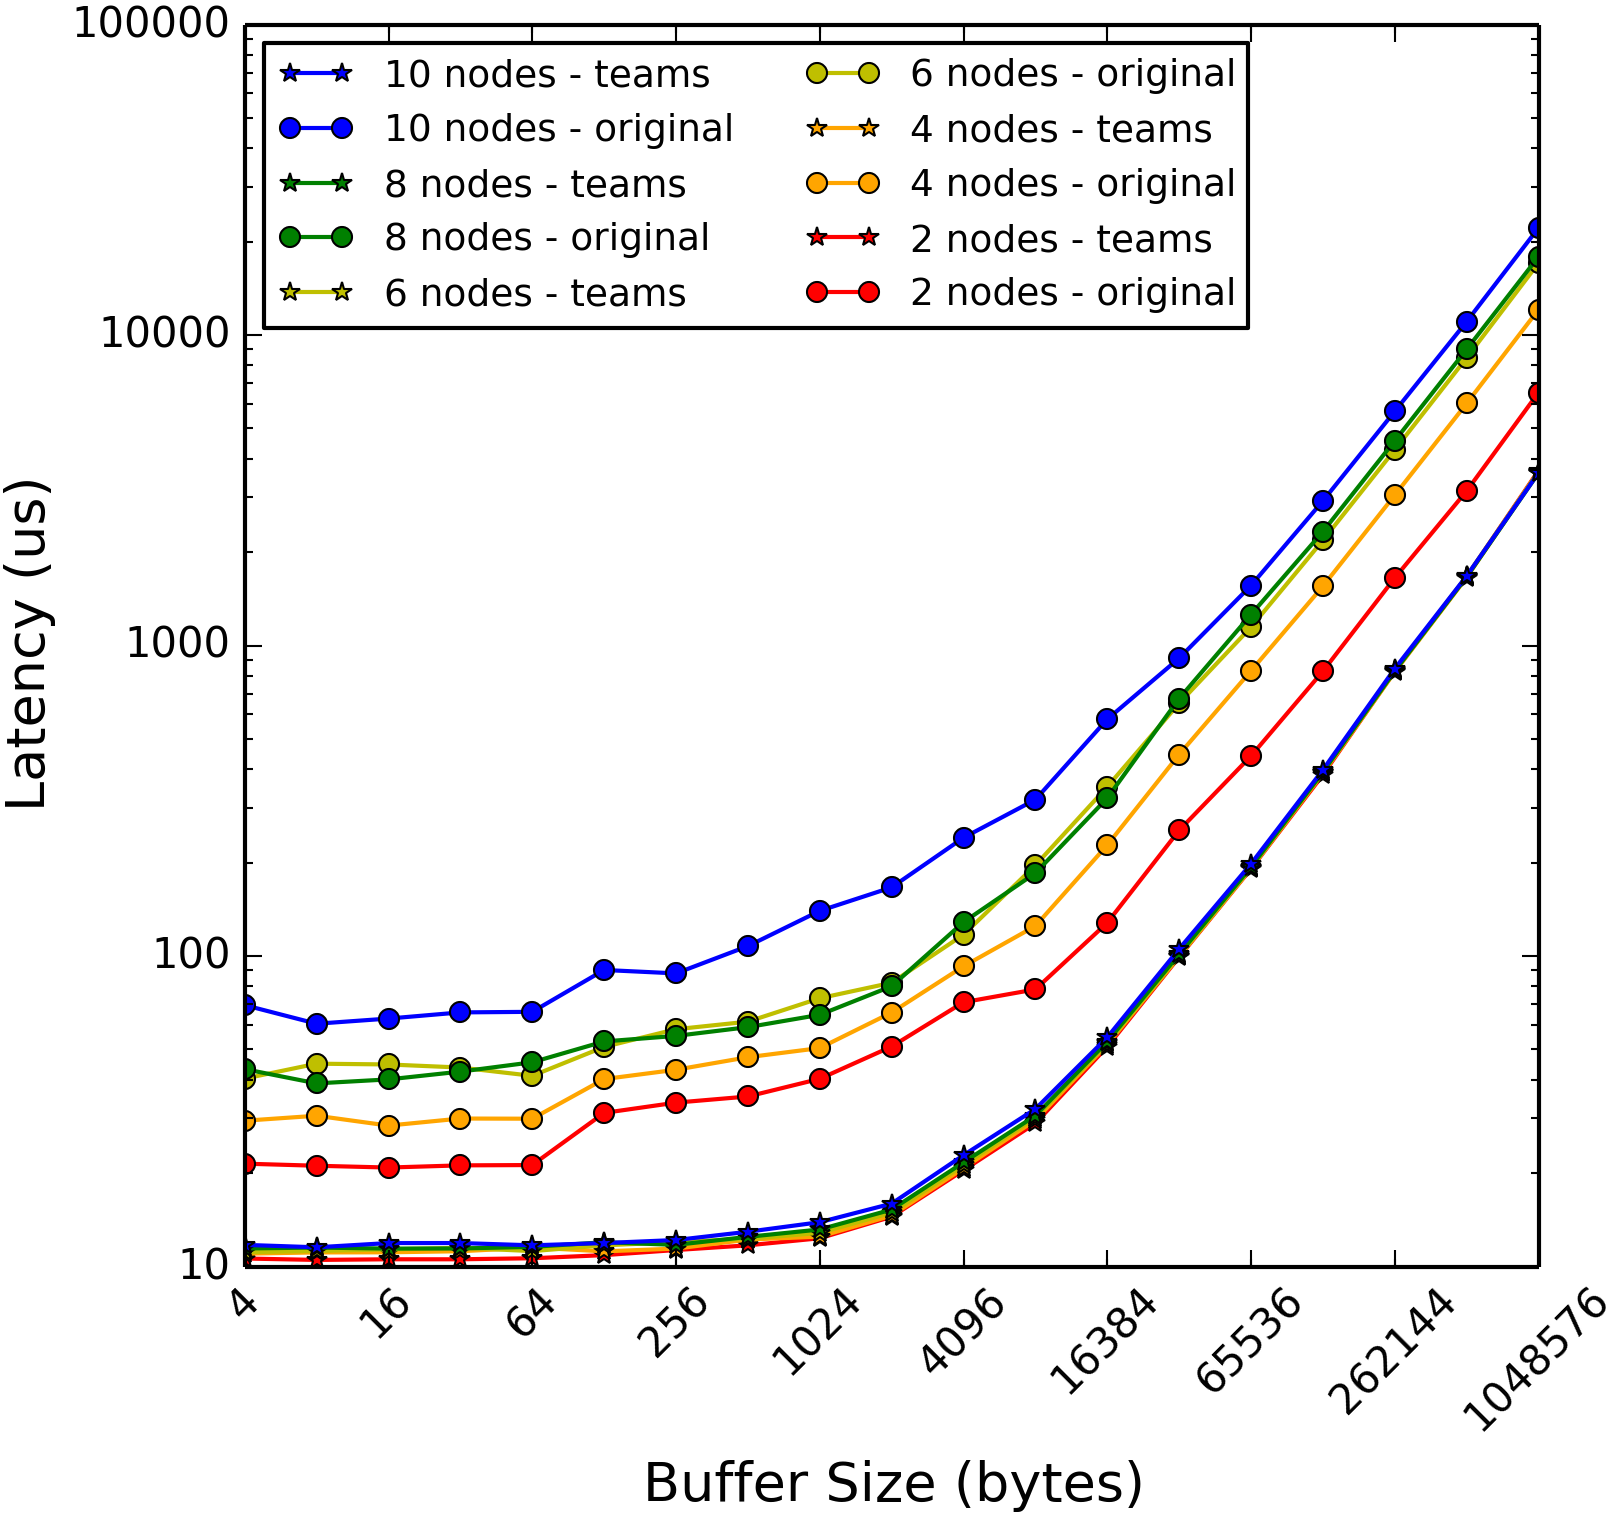 100000
10000
1000
100
10
Latency (us)
10 nodes - teams
10 nodes - original
8 nodes - teams
8 nodes - original
6 nodes - teams
6 nodes - original
4 nodes - teams
4 nodes - original
2 nodes - teams
2 nodes - original
4
16
64
256
1024
4096
16384
65536
262144
1048576
Buffer Size (bytes)